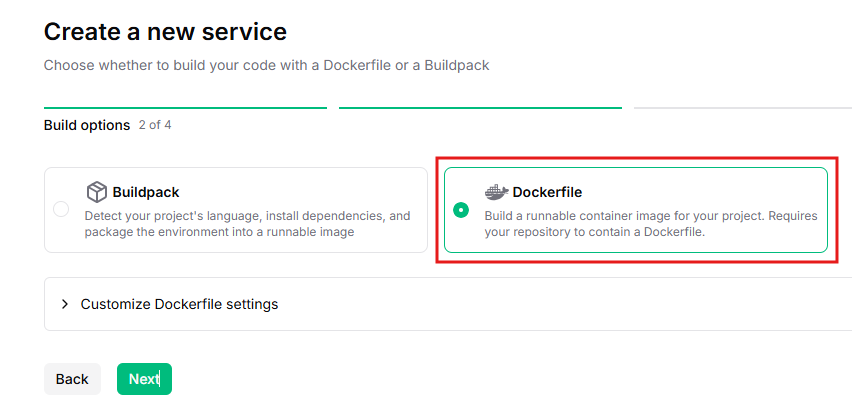 Create a new service
Choose whether to build your code with a Dockerfile or a Buildpack
Build options 2 of 4
Buildpack
Detect your project's language, install dependencies, and
package the environment into a runnable image
Dockerfile
Build a runnable container image for your project. Requires
your repository to contain a Dockerfile.
Customize Dockerfile settings
Back Next